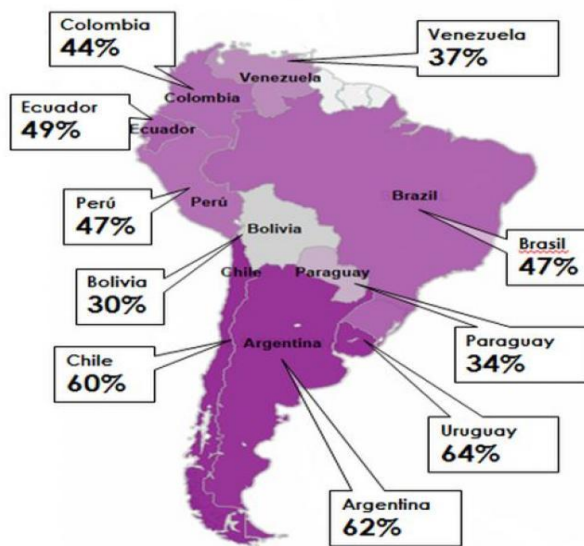 Colombia
44%
Venezuela
37%
Venezuela
Colombia
Ecuador
49%
Ecuador
Perú
47%
Perú
Brazil
Brasil
47%
Bolivia
Bolivia
30%
Chile
Paraguay
Paraguay
34%
Chile
60%
Argentina
Uruguay
64%
Argentina
62%